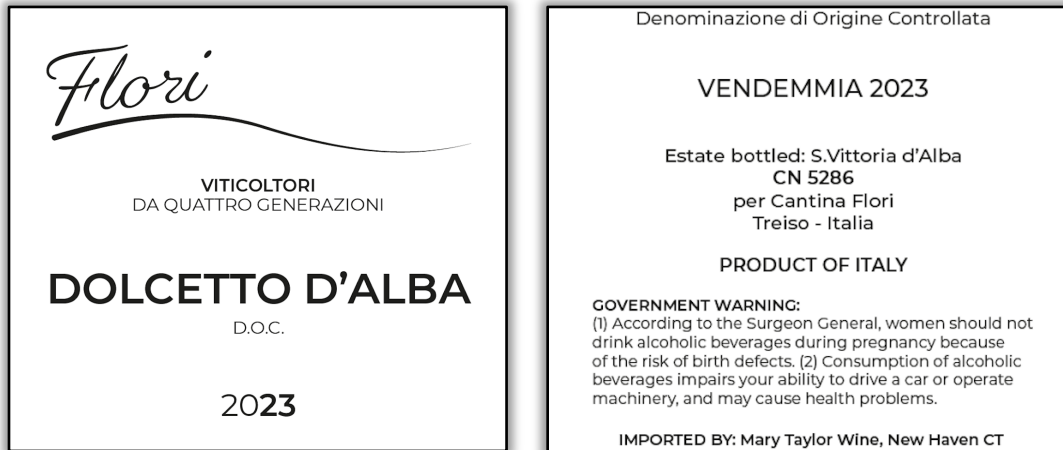 Flori
VITICOLTORI
DA QUATTRO GENERAZIONI
DOLCETTO D’ALBA
D.O.C.
2023
Denominazione di Origine Controllata
VENDEMMIA 2023
Estate bottled: S.Vittoria d’Alba
CN 5286
per Cantina Flori
Treiso - Italia
PRODUCT OF ITALY
GOVERNMENT WARNING:
(1) According to the Surgeon General, women should not
drink alcoholic beverages during pregnancy because
of the risk of birth defects. (2) Consumption of alcoholic
beverages impairs your ability to drive a car or operate
machinery, and may cause health problems.
IMPORTED BY: Mary Taylor Wine, New Haven CT